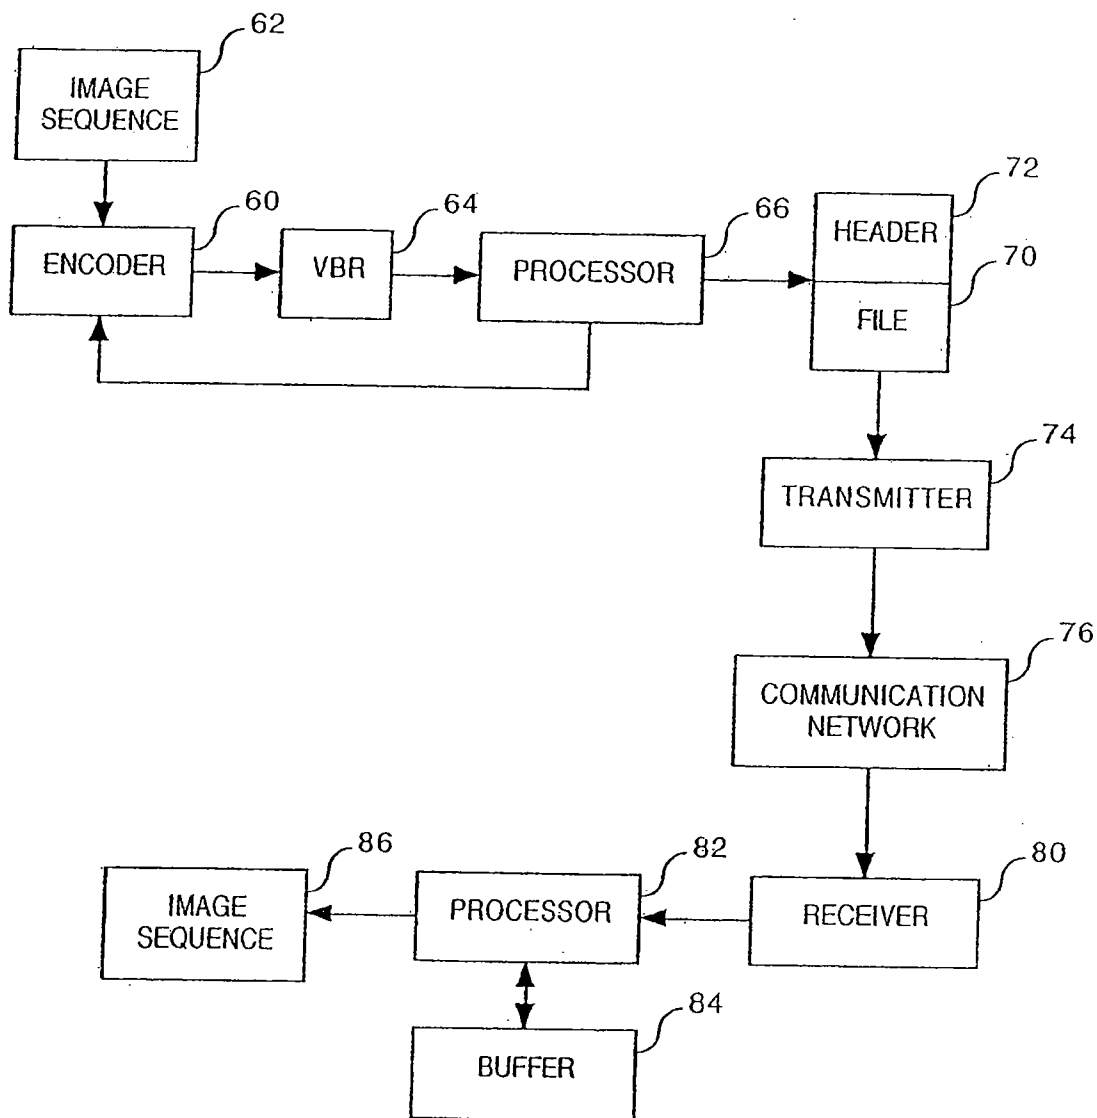 62
IMAGE
SEQUENCE
60
ENCODER
64
VBR
66
PROCESSOR
72
HEADER
70
FILE
74
TRANSMITTER
76
COMMUNICATION
NETWORK
86
IMAGE
SEQUENCE
82
PROCESSOR
80
RECEIVER
84
BUFFER